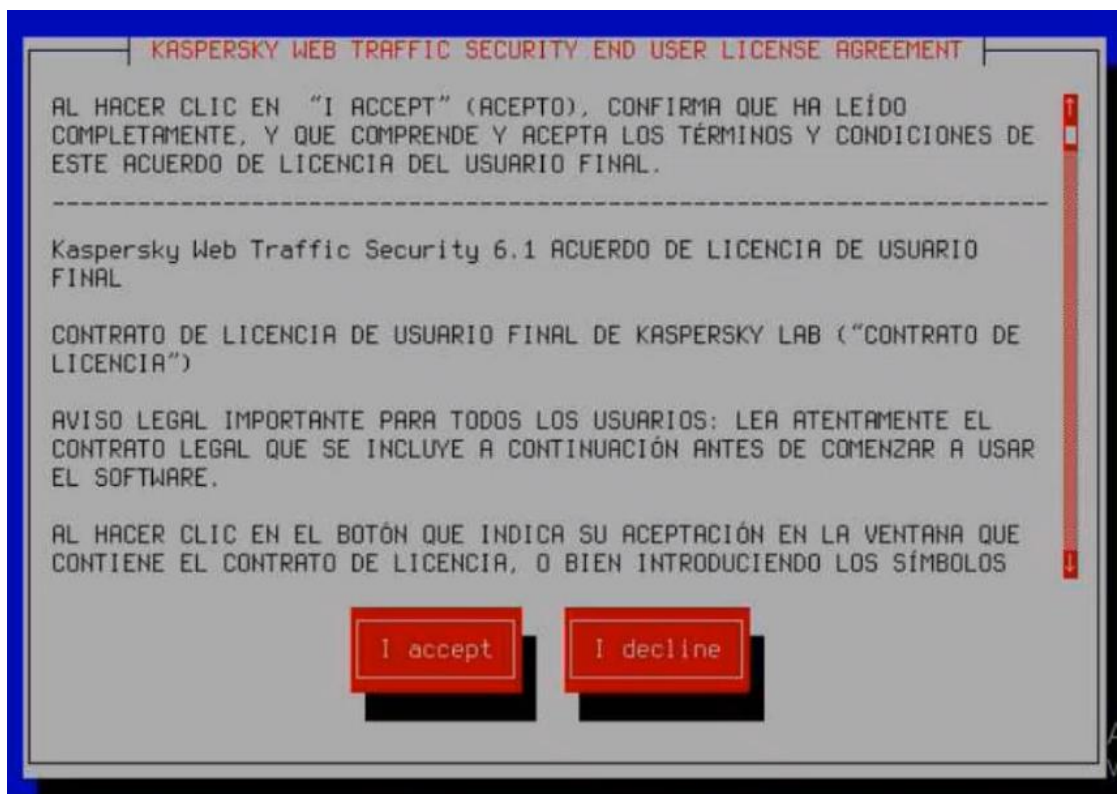 KASPERSKY WEB TRAFFIC SECURITY END USER LICENSE AGREEMENT
AL HACER CLIC EN “I ACCEPT” (ACEPTO), CONFIRMA QUE HA LEÍDO
COMPLETAMENTE, Y QUE COMPRENDE Y ACEPTA LOS TÉRMINOS Y CONDICIONES DE
ESTE ACUERDO DE LICENCIA DEL USUARIO FINAL.
--------------------------------------------------------------------
Kaspersky Web Traffic Security 6.1 ACUERDO DE LICENCIA DE USUARIO
FINAL
CONTRATO DE LICENCIA DE USUARIO FINAL DE KASPERSKY LAB (“CONTRATO DE
LICENCIA”)
AVISO LEGAL IMPORTANTE PARA TODOS LOS USUARIOS: LEA ATENTAMENTE EL
CONTRATO LEGAL QUE SE INCLUYE A CONTINUACIÓN ANTES DE COMENZAR A USAR
EL SOFTWARE.
AL HACER CLIC EN EL BOTÓN QUE INDICA SU ACEPTACIÓN EN LA VENTANA QUE
CONTIENE EL CONTRATO DE LICENCIA, O BIEN INTRODUCIENDO LOS SÍMBOLOS
I accept I decline